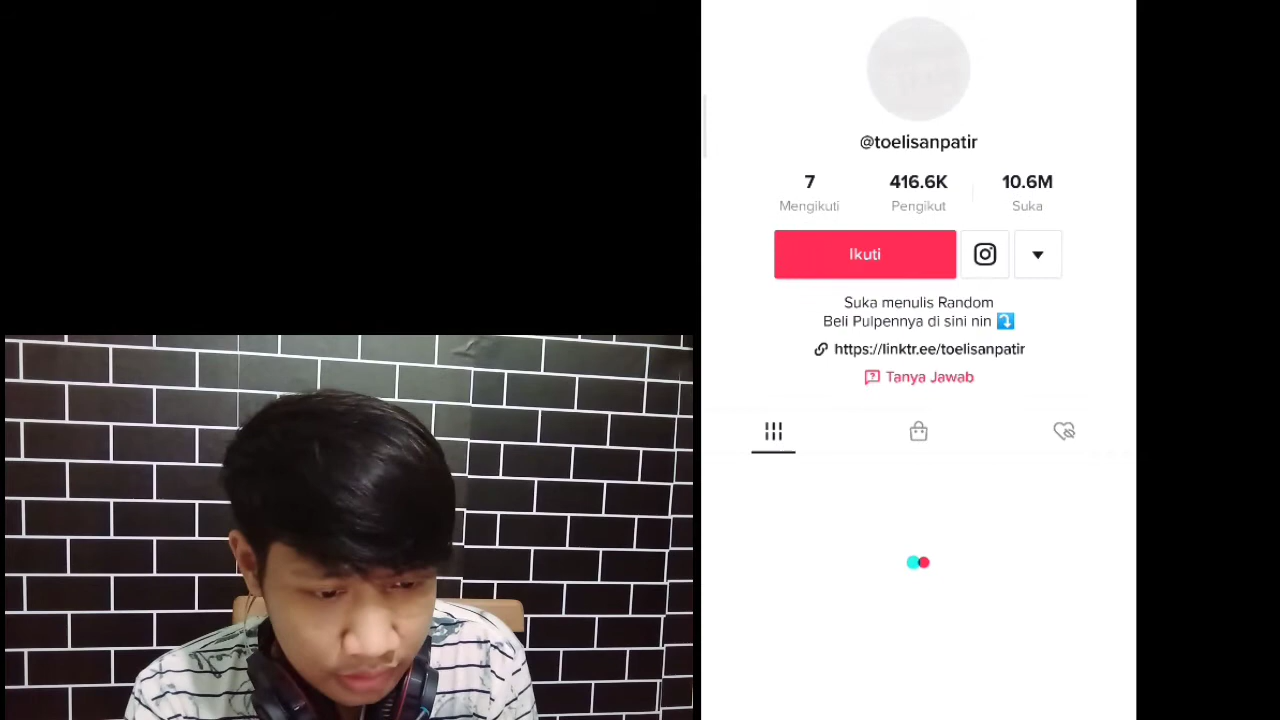 @toelisanpatir
7 416.6K 10.6M
Mengikuti Pengikut Suka
Ikuti
Suka menulis Random
Beli Pulpennya di sini nin ⤵️
https://linktr.ee/toelisanpatir
Tanya Jawab